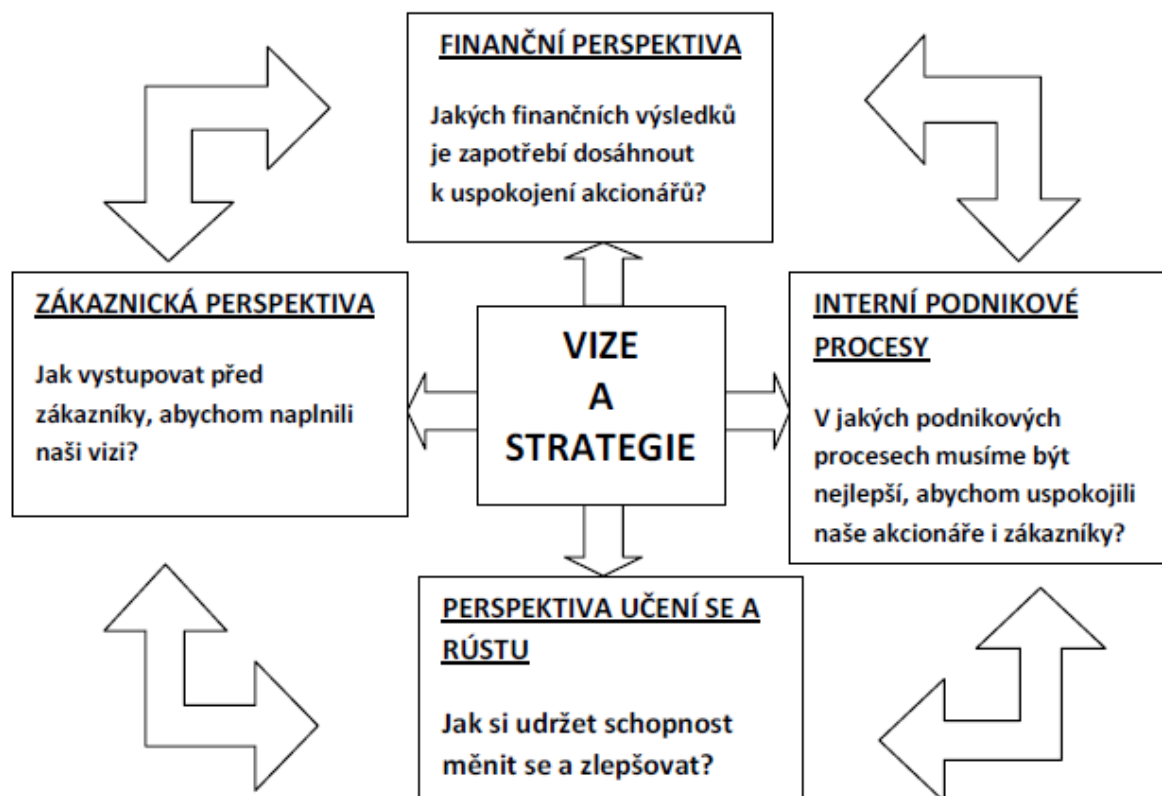 FINANČNÍ PERSPEKTIVA
Jakých finančních výsledků
je zapotřebí dosáhnout
k uspokojení akcionářů?
ZÁKAZNICKÁ PERSPEKTIVA
Jak vystupovat před
zákazníky, abychom naplnili
naši vizi?
VIZE
A
STRATEGIE
INTERNÍ PODNIKOVÉ
PROCESY
V jakých podnikových
procesech musíme být
nejlepší, abychom uspokojili
naše akcionáře i zákazníky?
PERSPEKTIVA UČENÍ SE A
RÚSTU
Jak si udržet schopnost
měnit se a zlepšovat?